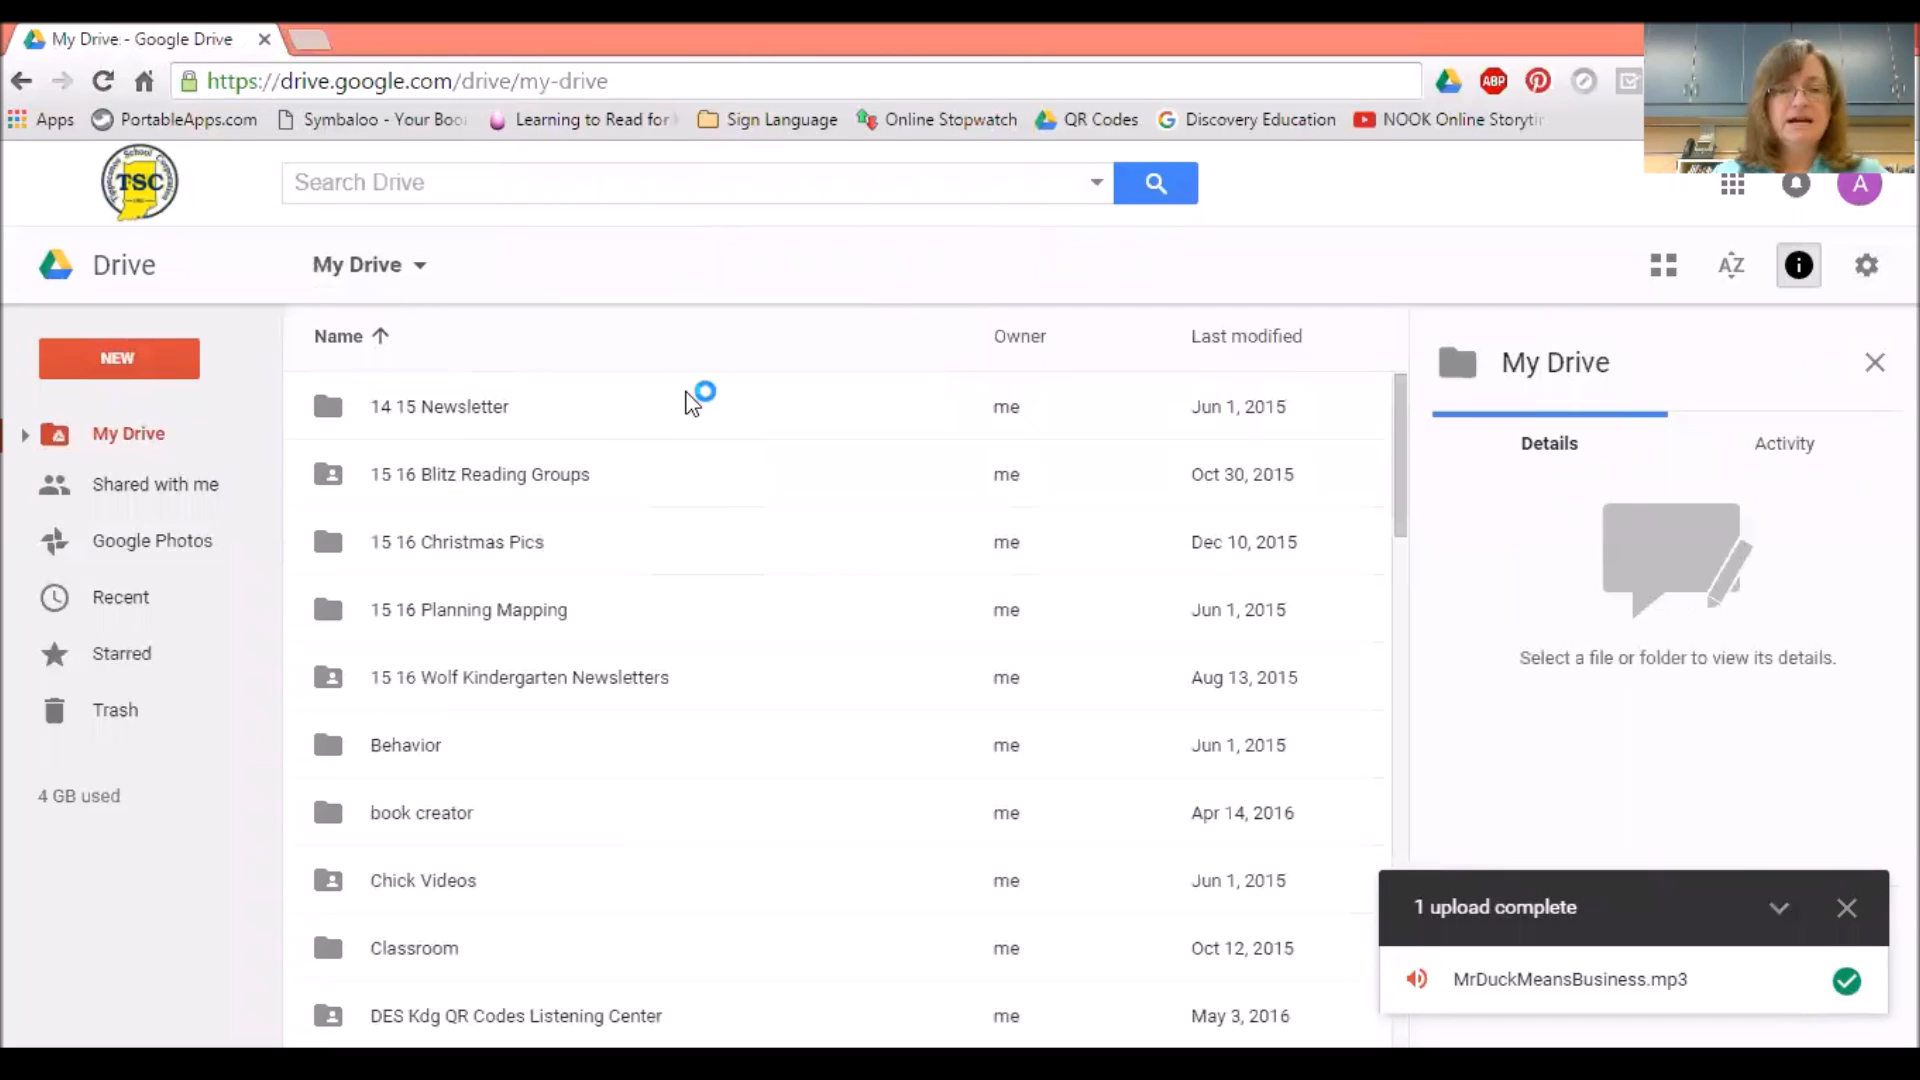 My Drive - Google Drive
https://drive.google.com/drive/my-drive
ABP
Apps PortableApps.com Symbaloo - Your Boo Learning to Read for Sign Language Online Stopwatch QR Codes Discovery Education NOOK Online Storytir
TSC
Search Drive
A
Drive
My Drive
AZ
NEW
My Drive
Shared with me
Google Photos
Recent
Starred
Trash
4 GB used
Name Owner Last modified
14 15 Newsletter me Jun 1, 2015
15 16 Blitz Reading Groups me Oct 30, 2015
15 16 Christmas Pics me Dec 10, 2015
15 16 Planning Mapping me Jun 1, 2015
15 16 Wolf Kindergarten Newsletters me Aug 13, 2015
Behavior me Jun 1, 2015
book creator me Apr 14, 2016
Chick Videos me Jun 1, 2015
Classroom me Oct 12, 2015
DES Kdg QR Codes Listening Center me May 3, 2016
My Drive
Details Activity
Select a file or folder to view its details.
1 upload complete
MrDuckMeansBusiness.mp3